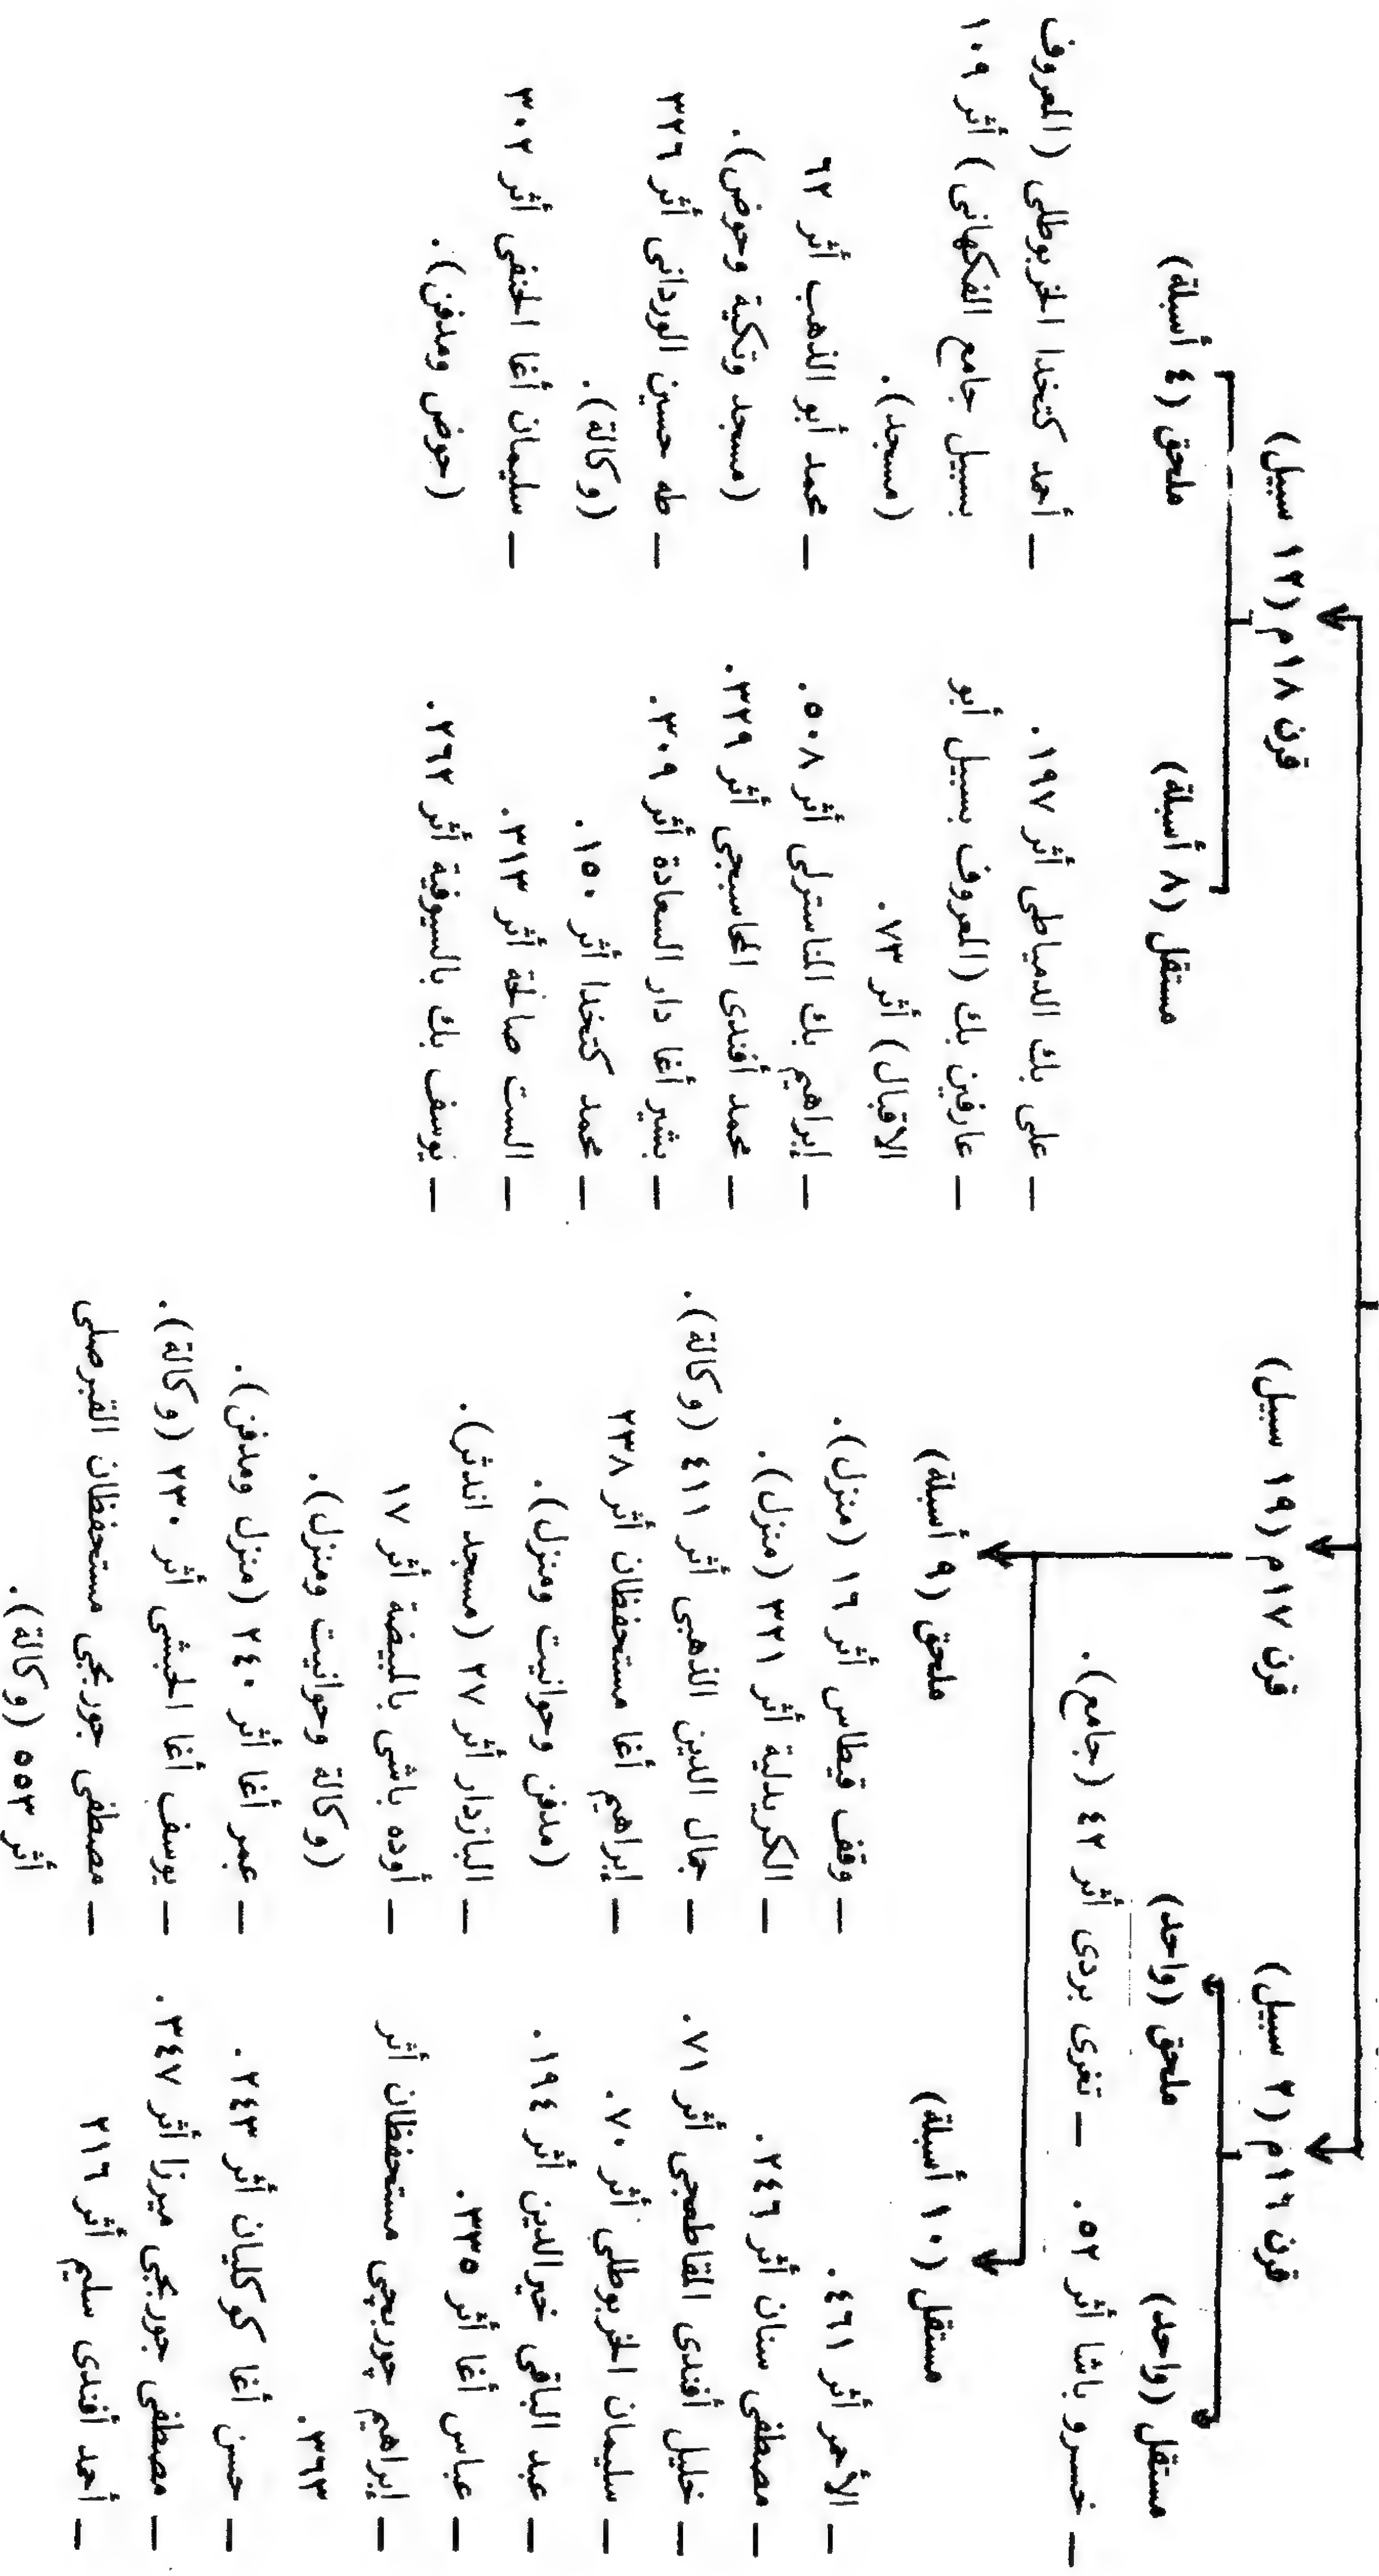 قرن ١٦م (٢ سبيل)
مستقل (واحد)
ملحق (واحد)
— خسرو باشا أثر ٥٢.
— تغرى بردى أثر ٤٢ (جامع).
قرن ١٧م (١٩ سبيل)
مستقل (١٠ أسبلة)
— الأحمر أثر ٤٦١.
— مصطفى سنان أثر ٢٤٦.
— خليل أفندى المقاطعجى أثر ٧١.
— سليمان الخربوطلى أثر ٧٠.
— عبد الباقى خير الدين أثر ١٩٤.
— عباس أغا أثر ٣٣٥.
— إبراهيم جوربجى مستحفظان أثر
٣٦٣.
— حسن أغا كوكليان أثر ٢٤٣.
— مصطفى جوربجى ميرزا أثر ٣٤٧.
— أحمد أفندى سليم أثر ٢١٦
ملحق (٩ أسبلة)
— وقف قيطاس أثر ١٦ (منزل).
— الكريدلية أثر ٣٢١ (منزل).
— جمال الدين الذهبى أثر ٤١١ (وكالة).
— إبراهيم أغا مستحفظان أثر ٢٣٨
(مدفن وحوانيت ومنزل).
— البازدار أثر ٢٧ (مسجد اندثر).
— أوده باشى بالمبيضة أثر ١٧
(وكالة وحوانيت ومنزل).
— عمر أغا أثر ٢٤٠ (منزل ومدفن).
— يوسف أغا الحبشى أثر ٢٣٠ (وكالة).
— مصطفى جوربجى مستحفظان القبرصلى
أثر ٥٥٣ (وكالة).
قرن ١٨م (١٢ سبيل)
مستقل (٨ أسبلة)
— على بك الدمياطى أثر ١٩٧.
— عارفين بك (المعروف بسبيل أبو
الاقبال) أثر ٧٣.
— إبراهيم بك المناسترلى أثر ٥٠٨.
— محمد أفندى المحاسبجى أثر ٣٢٩.
— بشير أغا دار السعادة أثر ٣٠٩.
— محمد كتخدا أثر ١٥٠.
— الست صالحة أثر ٣١٣.
— يوسف بك بالسيوفية أثر ٢٦٢.
ملحق (٤ أسبلة)
— أحمد كتخدا الخربوطلى (المعروف
بسبيل جامع الفكهانى) أثر ١٠٩
(مسجد).
— محمد أبو الذهب أثر ٦٢
(مسجد وتكية وحوض).
— طه حسين الوردانى أثر ٣٢٦
(وكالة).
— سليمان أغا الحنفى أثر ٣٠٢
(حوض ومدفن).